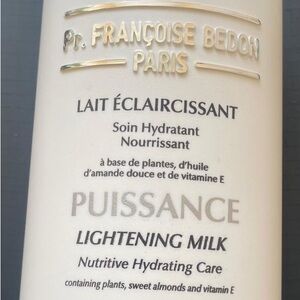 Pr. FRANÇOISE BEDON
PARIS
LAIT ÉCLAIRCISSANT
Soin Hydratant
Nourrissant
à base de plantes, d'huile
d'amande douce et de vitamine E
PUISSANCE
LIGHTENING MILK
Nutritive Hydrating Care
containing plants, sweet almonds and vitamin E